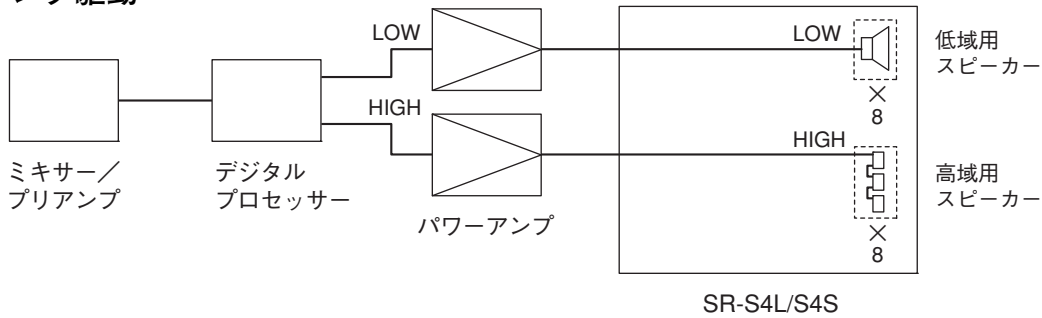 駆動
LOW
LOW
低域用
スピーカー
×
8
HIGH
HIGH
ミキサー／
プリアンプ
デジタル
プロセッサー
パワーアンプ
高域用
スピーカー
×
8
SR-S4L/S4S